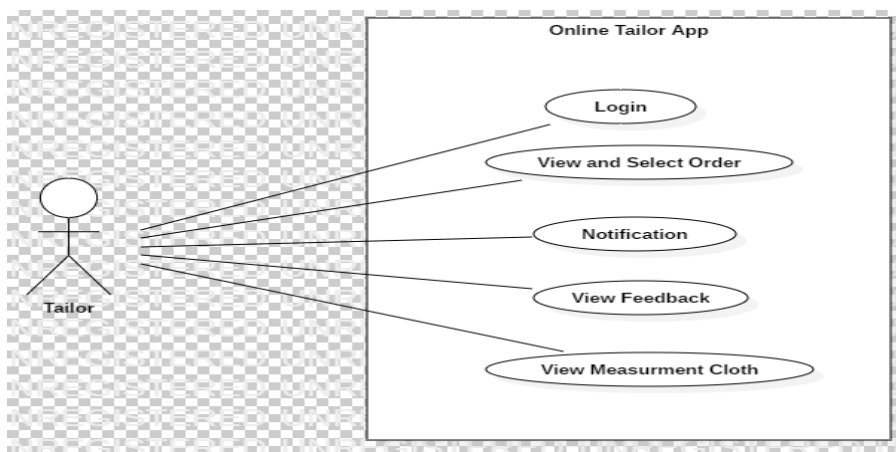 Online Tailor App
Login
View and Select Order
Notification
View Feedback
View Measurment Cloth
Tailor